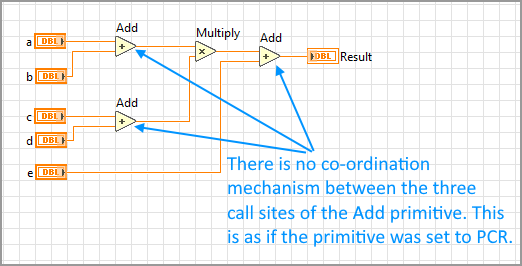 Add
Multiply
Add
a DBL
+
×
+
DBL Result
b DBL
Add
c DBL
+
d DBL
e DBL
There is no co-ordination
mechanism between the three
call sites of the Add primitive. This
is as if the primitive was set to PCR.